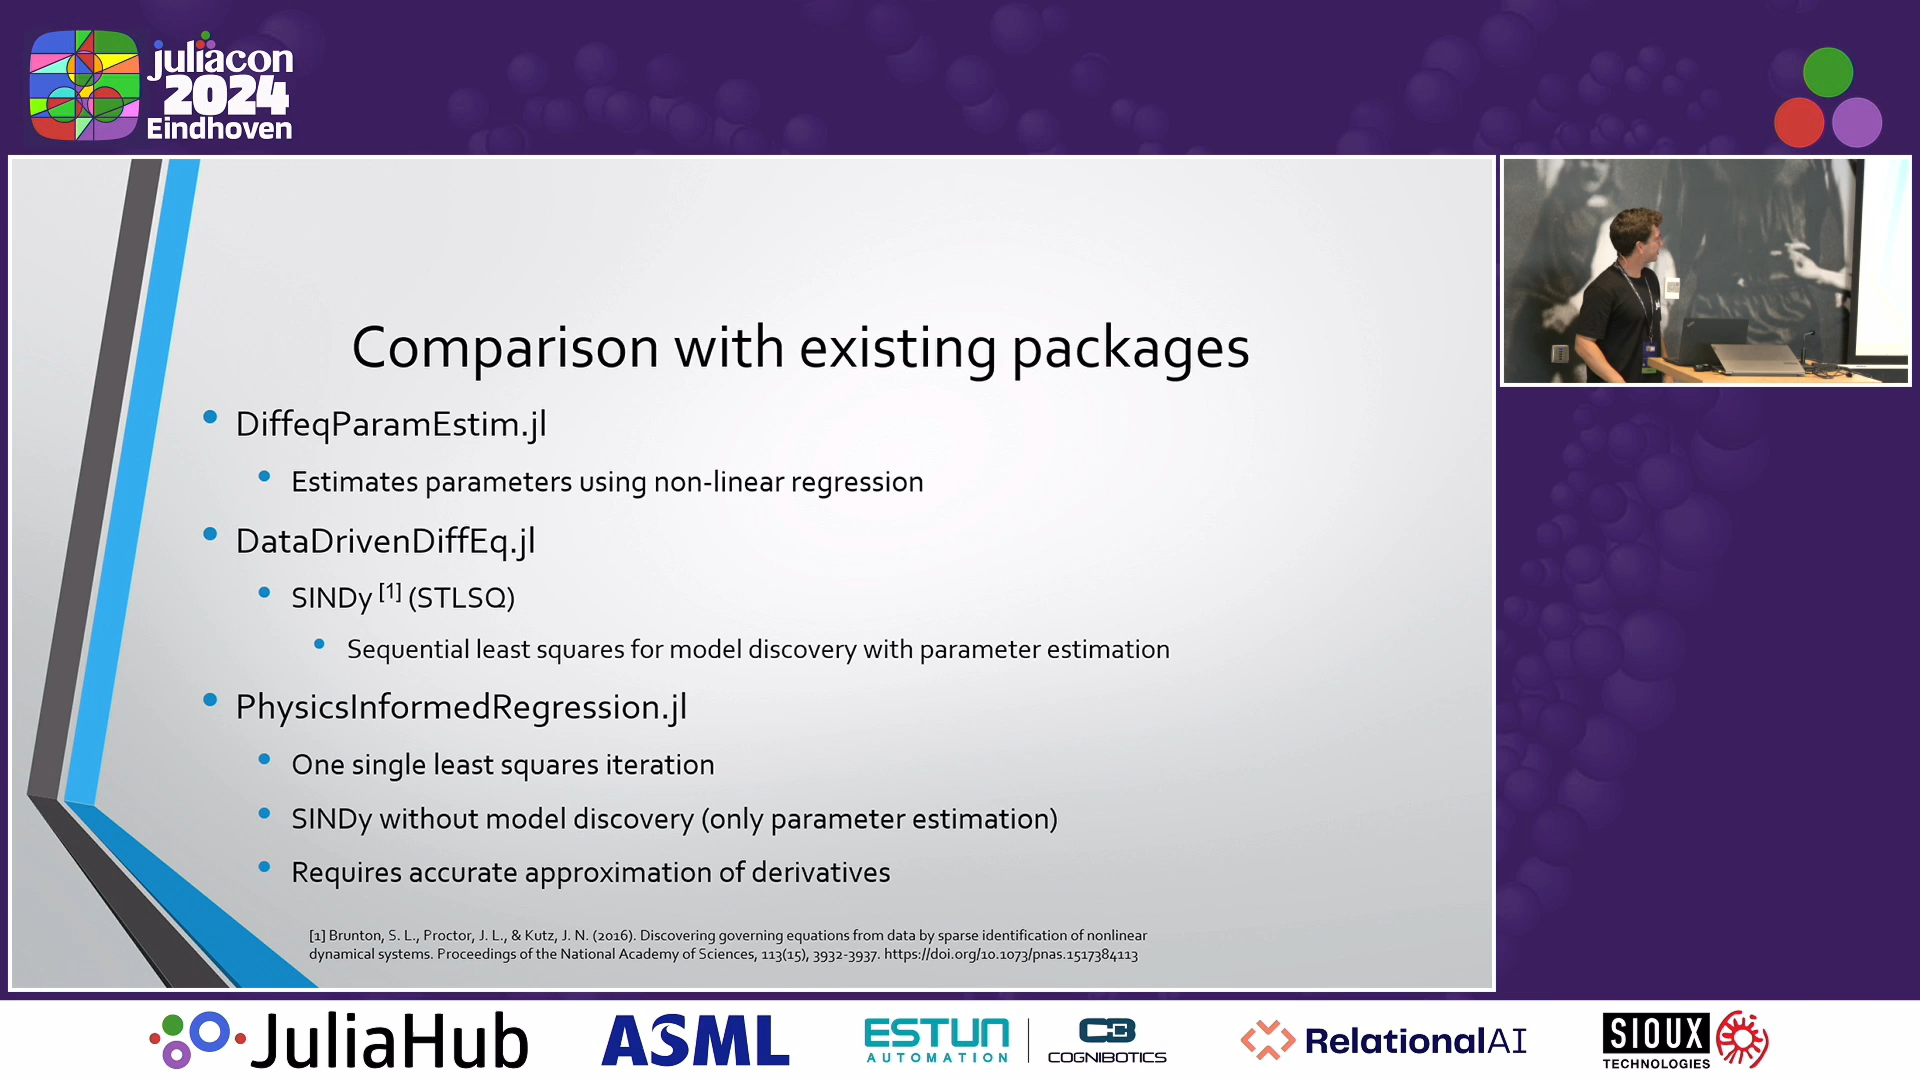 juliacon
2024
Eindhoven
Comparison with existing packages
DiffeqParamEstim.jl
Estimates parameters using non-linear regression
DataDrivenDiffEq.jl
SINDy [1] (STLSQ)
Sequential least squares for model discovery with parameter estimation
PhysicsInformedRegression.jl
One single least squares iteration
SINDy without model discovery (only parameter estimation)
Requires accurate approximation of derivatives
[1] Brunton, S. L., Proctor, J. L., & Kutz, J. N. (2016). Discovering governing equations from data by sparse identification of nonlinear
dynamical systems. Proceedings of the National Academy of Sciences, 113(15), 3932-3937. https://doi.org/10.1073/pnas.1517384113
JuliaHub
ASML
ESTUN
AUTOMATION
COGNIBOTICS
RelationalAI
SIOUX
TECHNOLOGIES